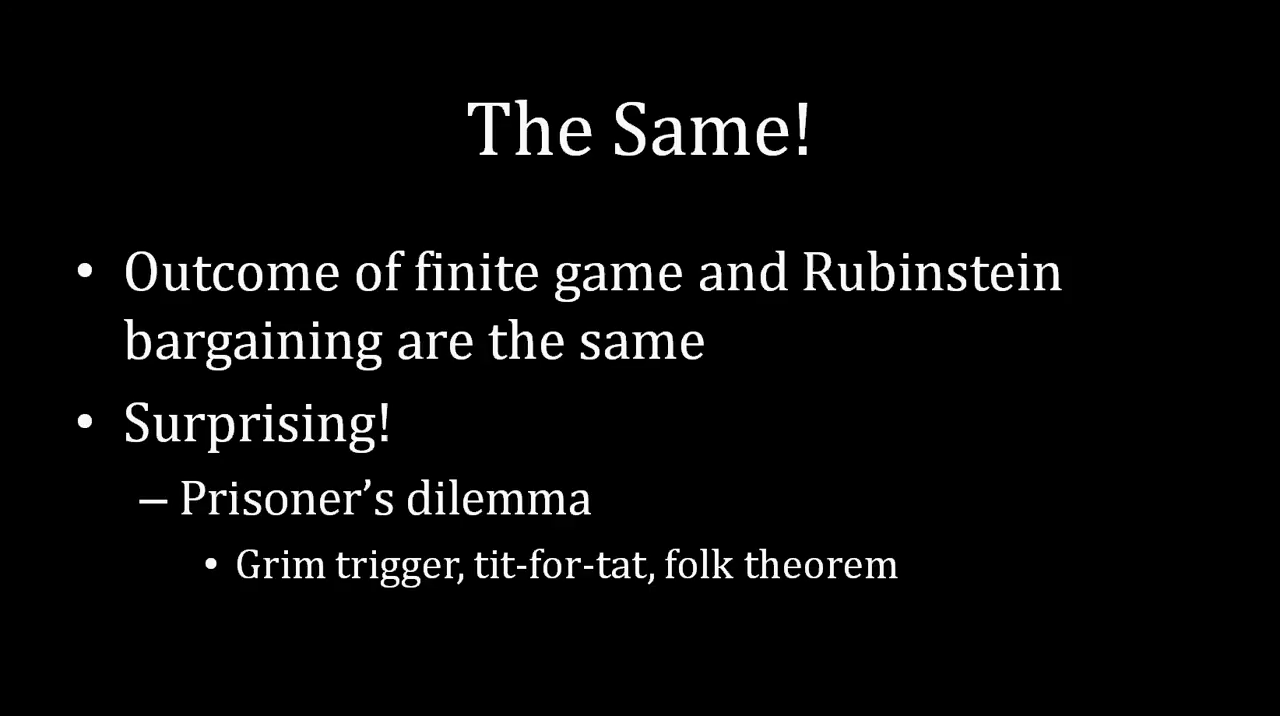 The Same!
• Outcome of finite game and Rubinstein
bargaining are the same
• Surprising!
– Prisoner’s dilemma
• Grim trigger, tit-for-tat, folk theorem